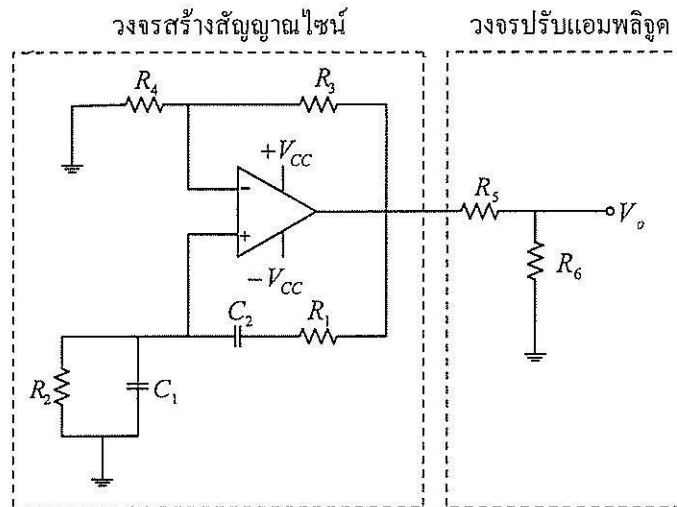 วงจรสร้างสัญญาณไซน์
วงจรปรับแอมพลิจูด
R4
R3
+VCC
-
+
-VCC
R5
Vo
R6
C2
R1
R2
C1